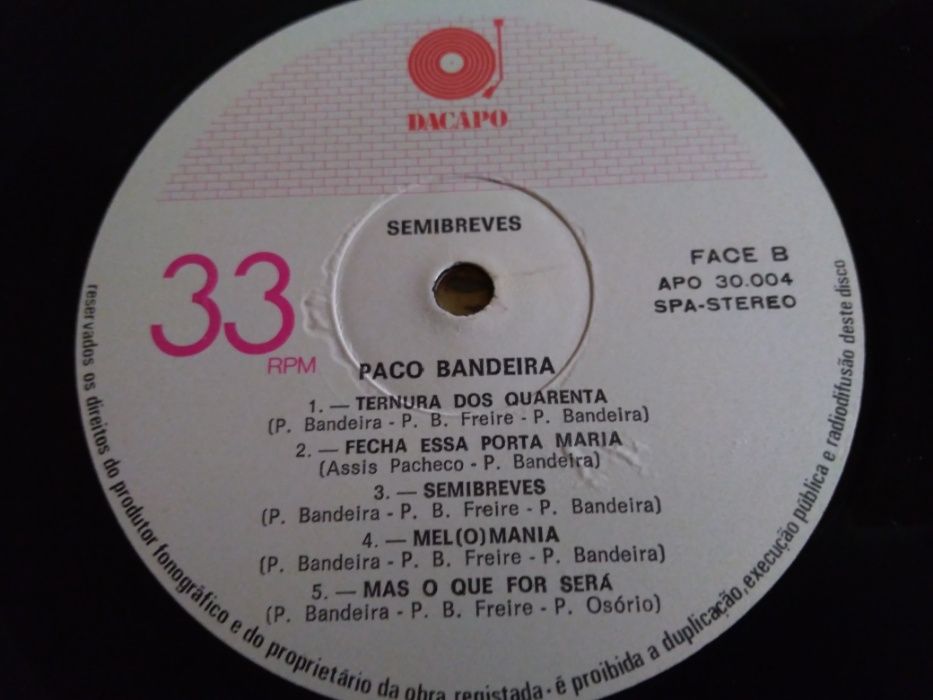 DACAPO
SEMIBREVES
33
RPM
FACE B
APO 30.004
SPA-STEREO
PACO BANDEIRA
1. — TERNURA DOS QUARENTA
(P. Bandeira - P. B. Freire - P. Bandeira)
2. — FECHA ESSA PORTA MARIA
(Assis Pacheco - P. Bandeira)
3. — SEMIBREVES
(P. Bandeira - P. B. Freire - P. Bandeira)
4. — MEL(O)MANIA
(P. Bandeira - P. B. Freire - P. Bandeira)
5. — MAS O QUE FOR SERÁ
(P. Bandeira - P. B. Freire - P. Osório)
reservados os direitos do produtor fonográfico e do proprietário da obra registada · é proibida a duplicação, execução pública e radiodifusão deste disco